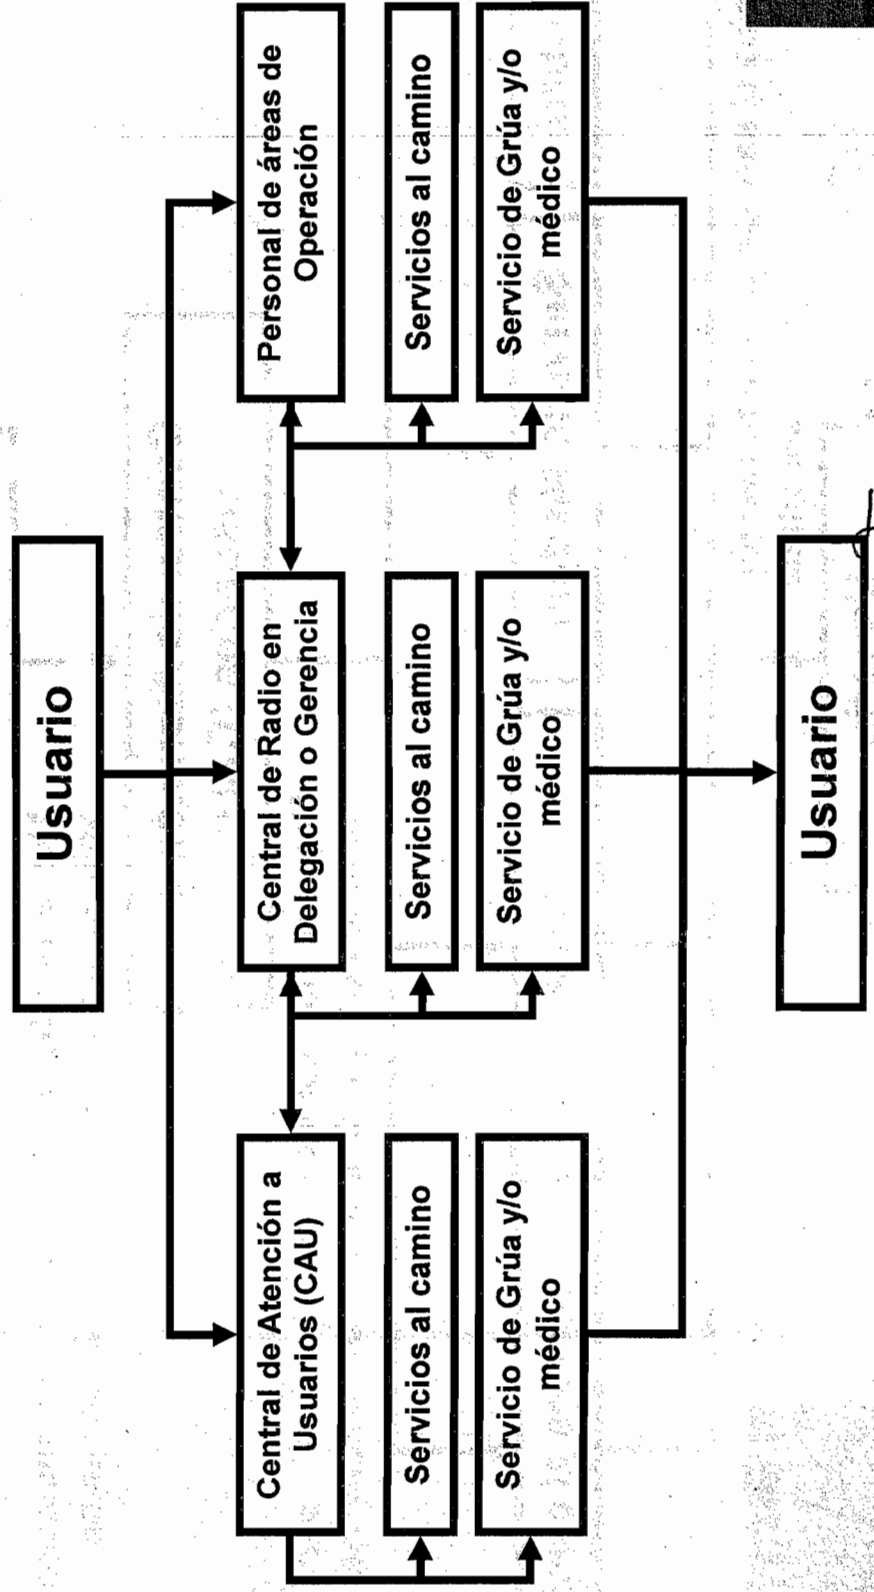 Usuario
Central de Atención a
Usuarios (CAU)
Servicios al camino
Servicio de Grúa y/o
médico
Central de Radio en
Delegación o Gerencia
Servicios al camino
Servicio de Grúa y/o
médico
Personal de áreas de
Operación
Servicios al camino
Servicio de Grúa y/o
médico
Usuario